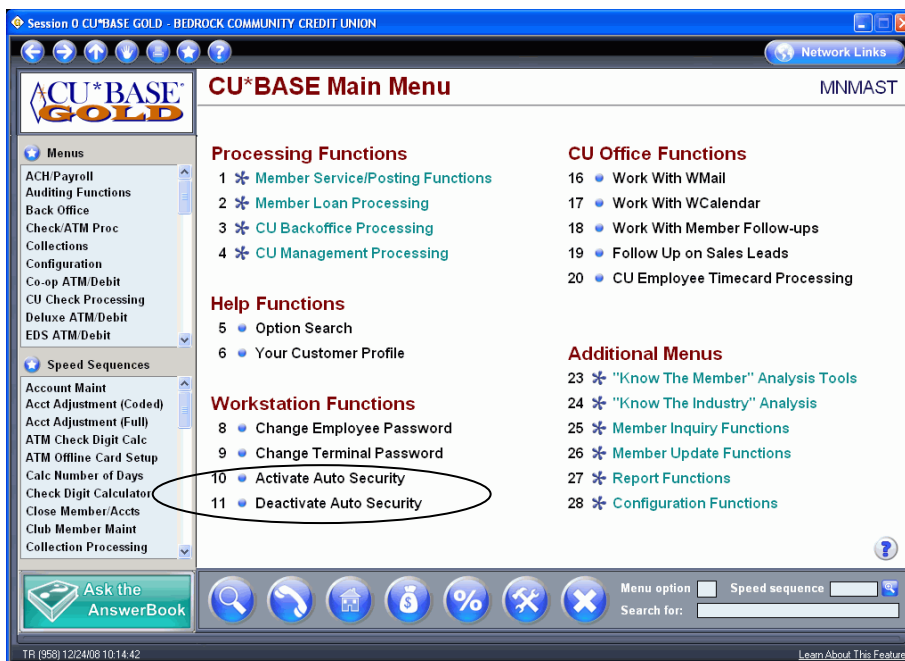 Session 0 CU*BASE GOLD - BEDROCK COMMUNITY CREDIT UNION
Network Links
CU*BASE
GOLD
CU*BASE Main Menu
MNMAST
Menus
ACH/Payroll
Auditing Functions
Back Office
Check/ATM Proc
Collections
Configuration
Co-op ATM/Debit
CU Check Processing
Deluxe ATM/Debit
EDS ATM/Debit
Speed Sequences
Account Maint
Acct Adjustment (Coded)
Acct Adjustment (Full)
ATM Check Digit Calc
ATM Offline Card Setup
Calc Number of Days
Check Digit Calculator
Close Member/Accts
Club Member Maint
Collection Processing
Ask the
AnswerBook
Processing Functions
1 Member Service/Posting Functions
2 Member Loan Processing
3 CU Backoffice Processing
4 CU Management Processing
Help Functions
5 Option Search
6 Your Customer Profile
Workstation Functions
8 Change Employee Password
9 Change Terminal Password
10 Activate Auto Security
11 Deactivate Auto Security
CU Office Functions
16 Work With WMail
17 Work With WCalendar
18 Work With Member Follow-ups
19 Follow Up on Sales Leads
20 CU Employee Timecard Processing
Additional Menus
23 "Know The Member" Analysis Tools
24 "Know The Industry" Analysis
25 Member Inquiry Functions
26 Member Update Functions
27 Report Functions
28 Configuration Functions
Menu option
Speed sequence
Search for:
TR (958) 12/24/08 10:14:42
Learn About This Feature